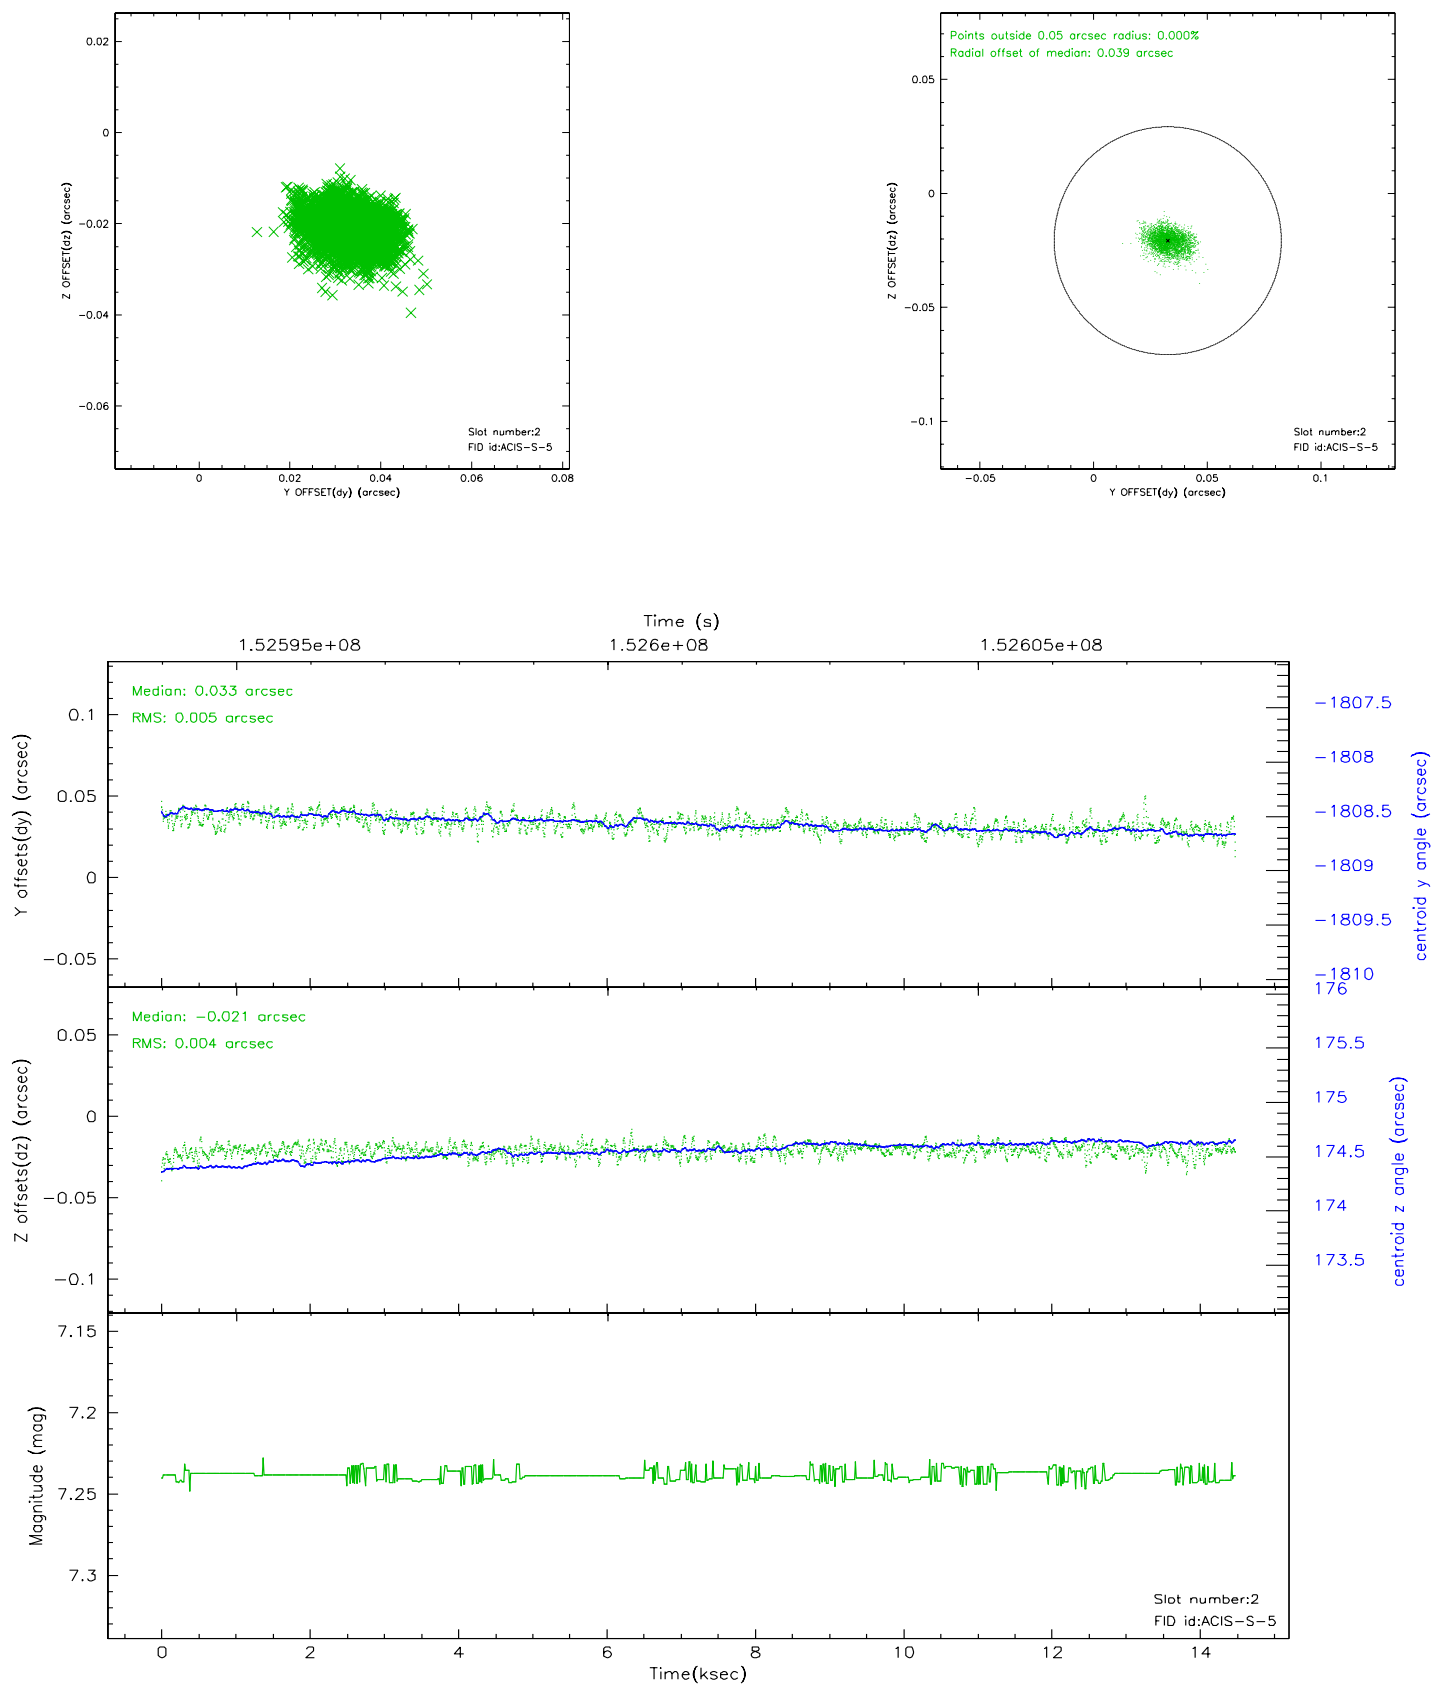 0.02
0
-0.02
-0.04
-0.06
Z OFFSET(dz) (arcsec)
Slot number:2
FID id:ACIS-S-5
0 0.02 0.04 0.06 0.08
Y OFFSET(dy) (arcsec)
Points outside 0.05 arcsec radius: 0.000%
Radial offset of median: 0.039 arcsec
0.05
0
-0.05
-0.1
Z OFFSET(dz) (arcsec)
Slot number:2
FID id:ACIS-S-5
-0.05 0 0.05 0.1
Y OFFSET(dy) (arcsec)
Time (s)
1.52595e+08 1.526e+08 1.52605e+08
Median: 0.033 arcsec
RMS: 0.005 arcsec
0.1
0.05
0
-0.05
Y offsets(dy) (arcsec)
-1807.5
-1808
-1808.5
-1809
-1809.5
-1810
centroid y angle (arcsec)
Median: -0.021 arcsec
RMS: 0.004 arcsec
0.05
0
-0.05
-0.1
Z offsets(dz) (arcsec)
176
175.5
175
174.5
174
173.5
centroid z angle (arcsec)
7.15
7.2
7.25
7.3
Magnitude (mag)
Slot number:2
FID id:ACIS-S-5
0 2 4 6 8 10 12 14
Time(ksec)